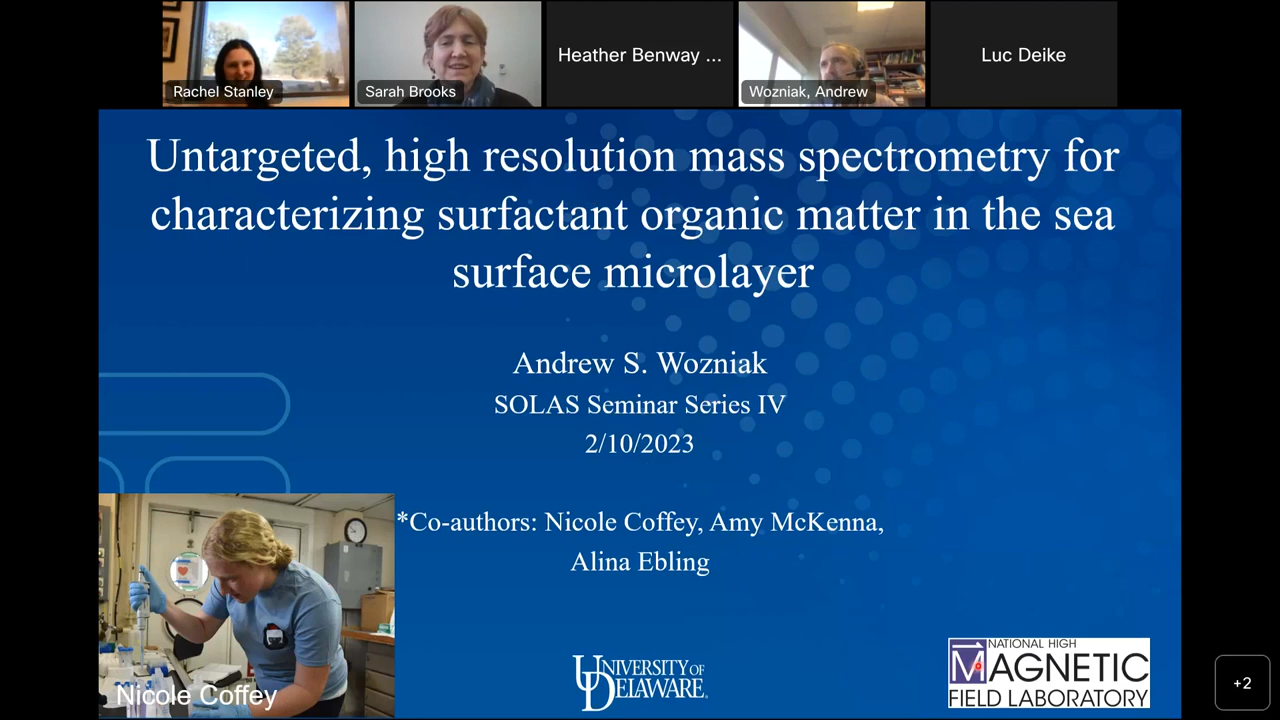 Rachel Stanley
Sarah Brooks
Heather Benway ...
Wozniak, Andrew
Luc Deike
Untargeted, high resolution mass spectrometry for
characterizing surfactant organic matter in the sea
surface microlayer
Andrew S. Wozniak
SOLAS Seminar Series IV
2/10/2023
*Co-authors: Nicole Coffey, Amy McKenna,
Alina Ebling
Nicole Coffey
UNIVERSITY OF
DELAWARE
NATIONAL HIGH
MAGNETIC
FIELD LABORATORY
+2